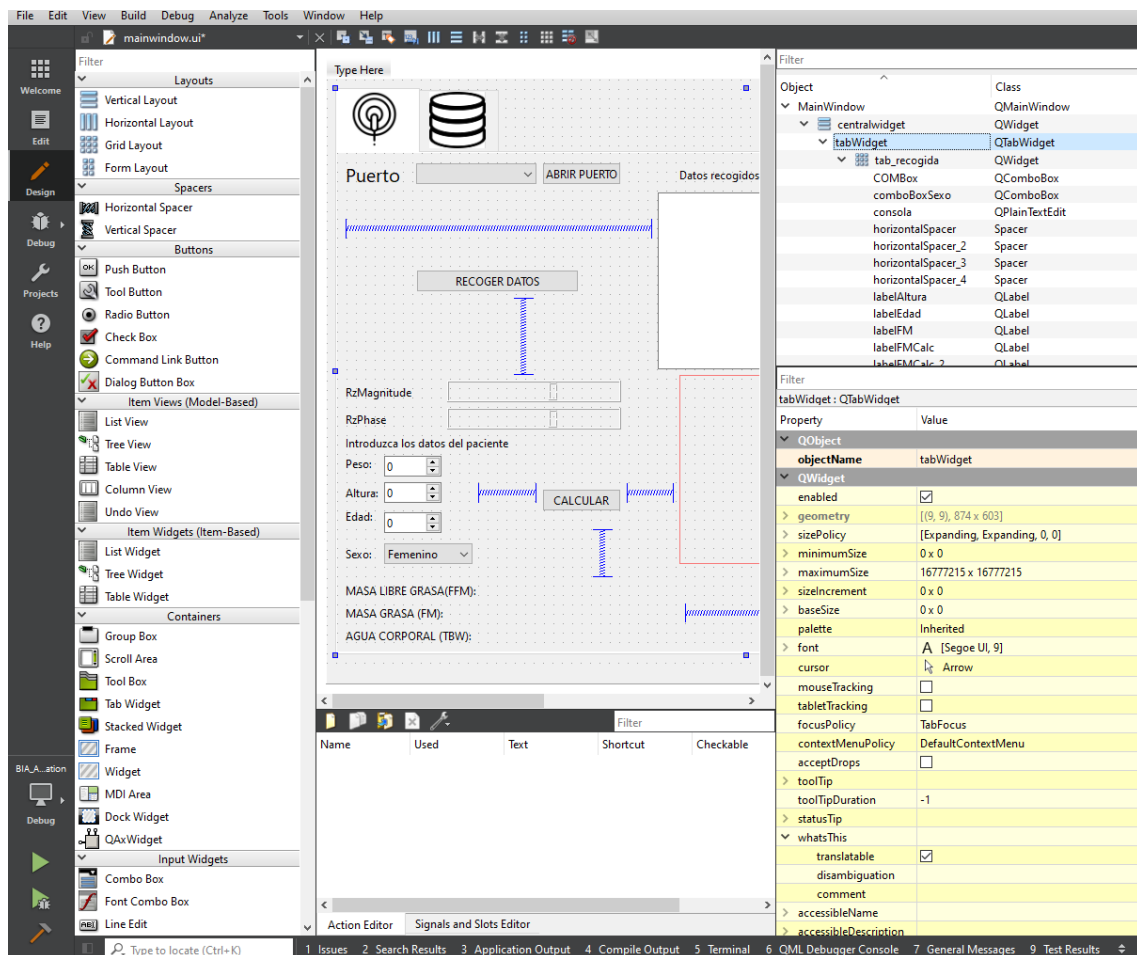 File Edit View Build Debug Analyze Tools Window Help
mainwindow.ui*
Welcome
Edit
Design
Debug
Projects
Help
BIA_A...ation
Debug
Filter
Layouts
Vertical Layout
Horizontal Layout
Grid Layout
Form Layout
Spacers
Horizontal Spacer
Vertical Spacer
Buttons
OK Push Button
Tool Button
Radio Button
Check Box
Command Link Button
Dialog Button Box
Item Views (Model-Based)
List View
Tree View
Table View
Column View
Undo View
Item Widgets (Item-Based)
List Widget
Tree Widget
Table Widget
Containers
Group Box
Scroll Area
Tool Box
Tab Widget
Stacked Widget
Frame
Widget
MDI Area
Dock Widget
QAxWidget
Input Widgets
Combo Box
Font Combo Box
Line Edit
Type Here
Puerto ABRIR PUERTO Datos recogidos
RECOGER DATOS
RzMagnitude
RzPhase
Introduzca los datos del paciente
Peso: 0
Altura: 0
CALCULAR
Edad: 0
Sexo: Femenino
MASA LIBRE GRASA(FFM):
MASA GRASA (FM):
AGUA CORPORAL (TBW):
Filter
Name Used Text Shortcut Checkable
Action Editor Signals and Slots Editor
Filter
Object Class
MainWindow QMainWindow
centralwidget QWidget
tabWidget QTabWidget
tab_recogida QWidget
COMBox QComboBox
comboBoxSexo QComboBox
consola QPlainTextEdit
horizontalSpacer Spacer
horizontalSpacer_2 Spacer
horizontalSpacer_3 Spacer
horizontalSpacer_4 Spacer
labelAltura QLabel
labelEdad QLabel
labelFM QLabel
labelFMCalc QLabel
labelFMCalc_2 QLabel
Filter
tabWidget : QTabWidget
Property Value
QObject
objectName tabWidget
QWidget
enabled
geometry [(9, 9), 874 x 603]
sizePolicy [Expanding, Expanding, 0, 0]
minimumSize 0 x 0
maximumSize 16777215 x 16777215
sizeIncrement 0 x 0
baseSize 0 x 0
palette Inherited
font A [Segoe UI, 9]
cursor Arrow
mouseTracking
tabletTracking
focusPolicy TabFocus
contextMenuPolicy DefaultContextMenu
acceptDrops
toolTip
toolTipDuration -1
statusTip
whatsThis
translatable
disambiguation
comment
accessibleName
accessibleDescription
Type to locate (Ctrl+K) 1 Issues 2 Search Results 3 Application Output 4 Compile Output 5 Terminal 6 QML Debugger Console 7 General Messages 9 Test Results